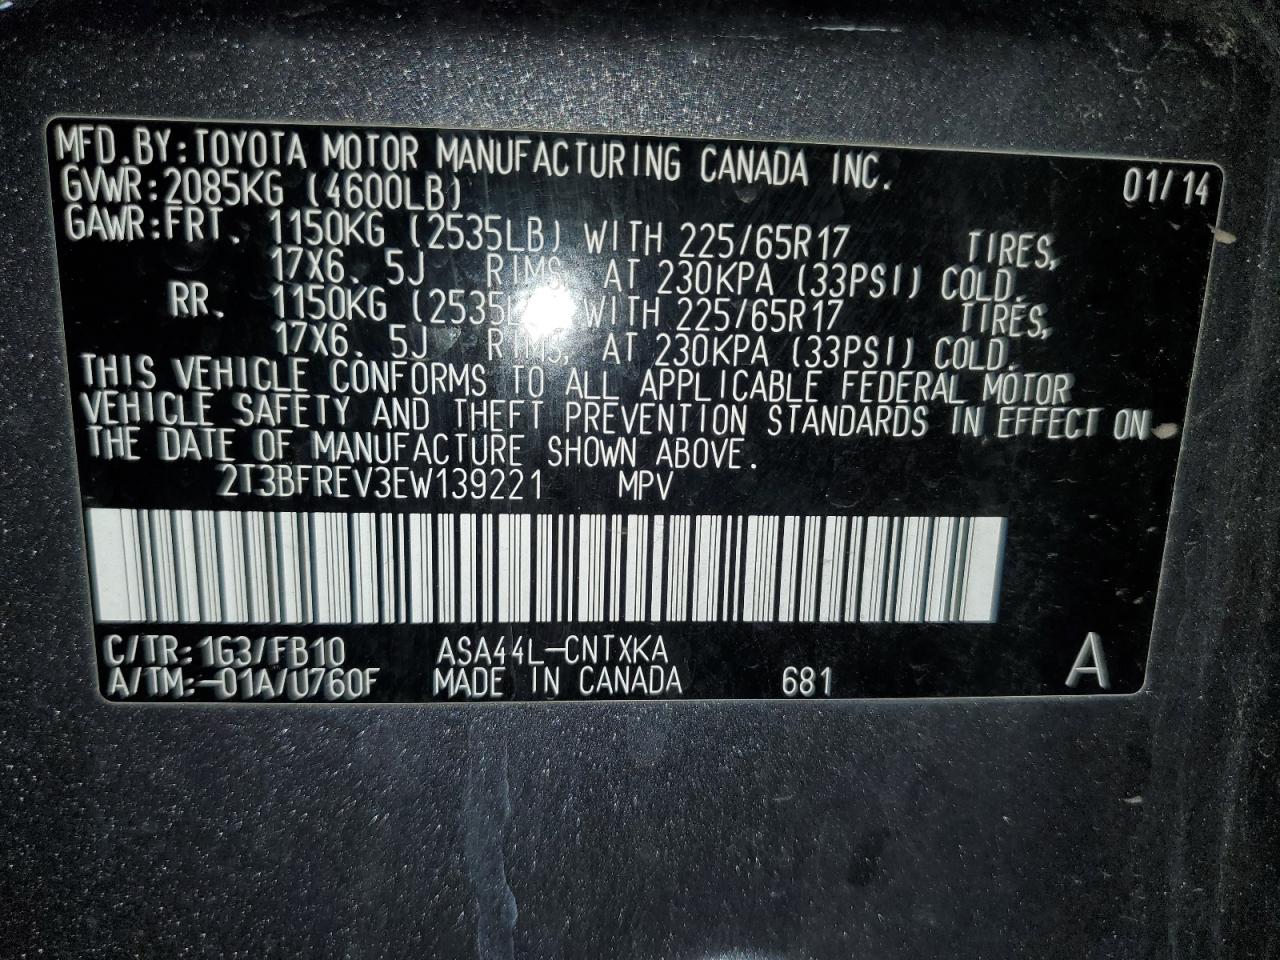 MFD.BY:TOYOTA MOTOR MANUFACTURING CANADA INC. 01/14
GVWR:2085KG (4600LB)
GAWR:FRT. 1150KG (2535LB) WITH 225/65R17 TIRES,
17X6.5J RIMS, AT 230KPA (33PSI) COLD.
RR. 1150KG (2535L WITH 225/65R17 TIRES,
17X6.5J RIMS, AT 230KPA (33PSI) COLD.
THIS VEHICLE CONFORMS TO ALL APPLICABLE FEDERAL MOTOR
VEHICLE SAFETY AND THEFT PREVENTION STANDARDS IN EFFECT ON
THE DATE OF MANUFACTURE SHOWN ABOVE.
2T3BFREV3EW139221 MPV
C/TR:1G3/FB10 ASA44L-CNTXKA A
A/TM:-01A/U760F MADE IN CANADA 681